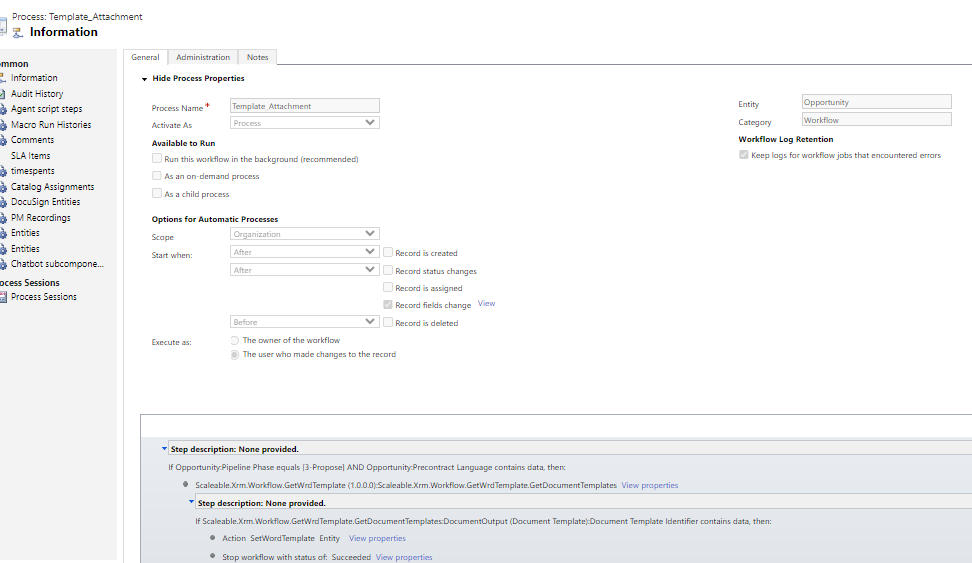 Process: Template_Attachment
Information
ommon
Information
Audit History
Agent script steps
Macro Run Histories
Comments
SLA Items
timespents
Catalog Assignments
DocuSign Entities
PM Recordings
Entities
Entities
Chatbot subcompone...
ocess Sessions
Process Sessions
General Administration Notes
Hide Process Properties
Process Name * Template_Attachment
Activate As Process
Available to Run
Run this workflow in the background (recommended)
As an on-demand process
As a child process
Entity Opportunity
Category Workflow
Workflow Log Retention
Keep logs for workflow jobs that encountered errors
Options for Automatic Processes
Scope Organization
Start when: After Record is created
After Record status changes
Record is assigned
Record fields change View
Before Record is deleted
Execute as: The owner of the workflow
The user who made changes to the record
Step description: None provided.
If Opportunity:Pipeline Phase equals [3-Propose] AND Opportunity:Precontract Language contains data, then:
Scaleable.Xrm.Workflow.GetWrdTemplate (1.0.0.0):Scaleable.Xrm.Workflow.GetWrdTemplate.GetDocumentTemplates View properties
Step description: None provided.
If Scaleable.Xrm.Workflow.GetWrdTemplate.GetDocumentTemplates:DocumentOutput (Document Template):Document Template Identifier contains data, then:
Action SetWordTemplate Entity View properties
Stop workflow with status of: Succeeded View properties